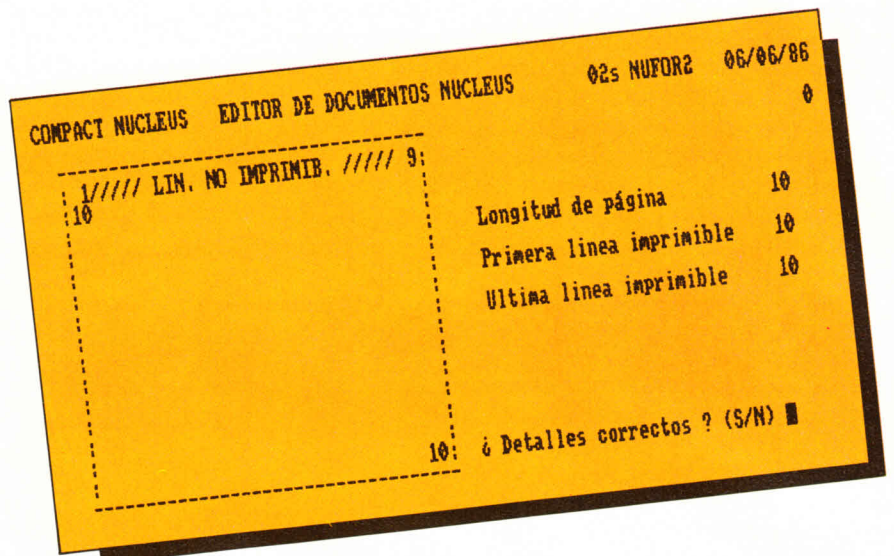 COMPACT NUCLEUS EDITOR DE DOCUMENTOS NUCLEUS 02s NUFOR2 06/06/86
0
1///// LIN. NO IMPRIMIB. ///// 9
10
Longitud de página 10
Primera linea imprimible 10
Ultima linea imprimible 10
10
¿ Detalles correctos ? (S/N)